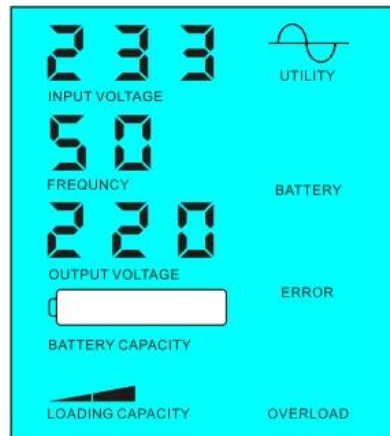 233
UTILITY
INPUT VOLTAGE
50
FREQUNCY
BATTERY
220
OUTPUT VOLTAGE
ERROR
BATTERY CAPACITY
LOADING CAPACITY
OVERLOAD